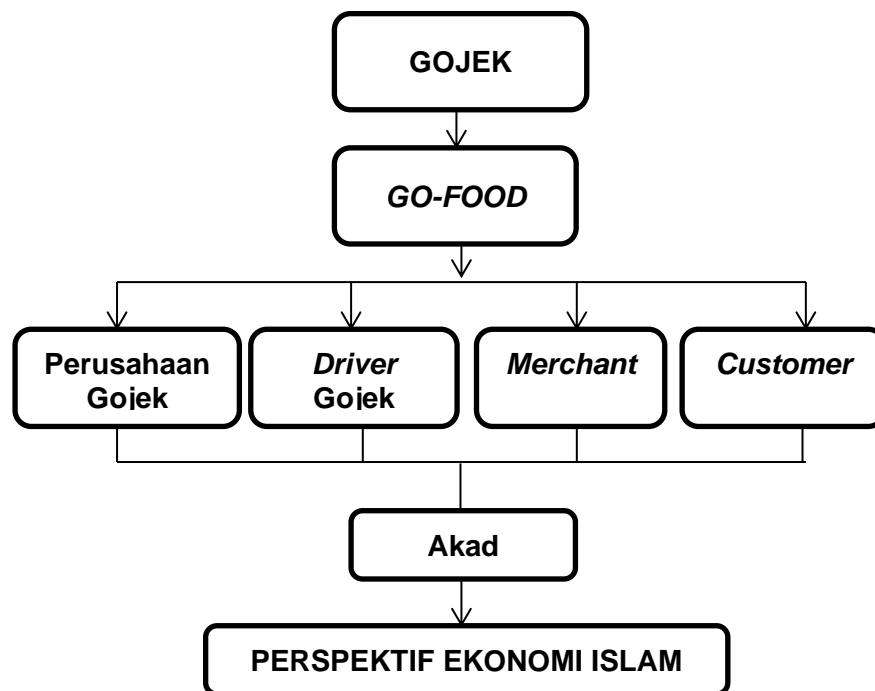 GOJEK
GO-FOOD
Perusahaan
Gojek
Driver
Gojek
Merchant
Customer
Akad
PERSPEKTIF EKONOMI ISLAM